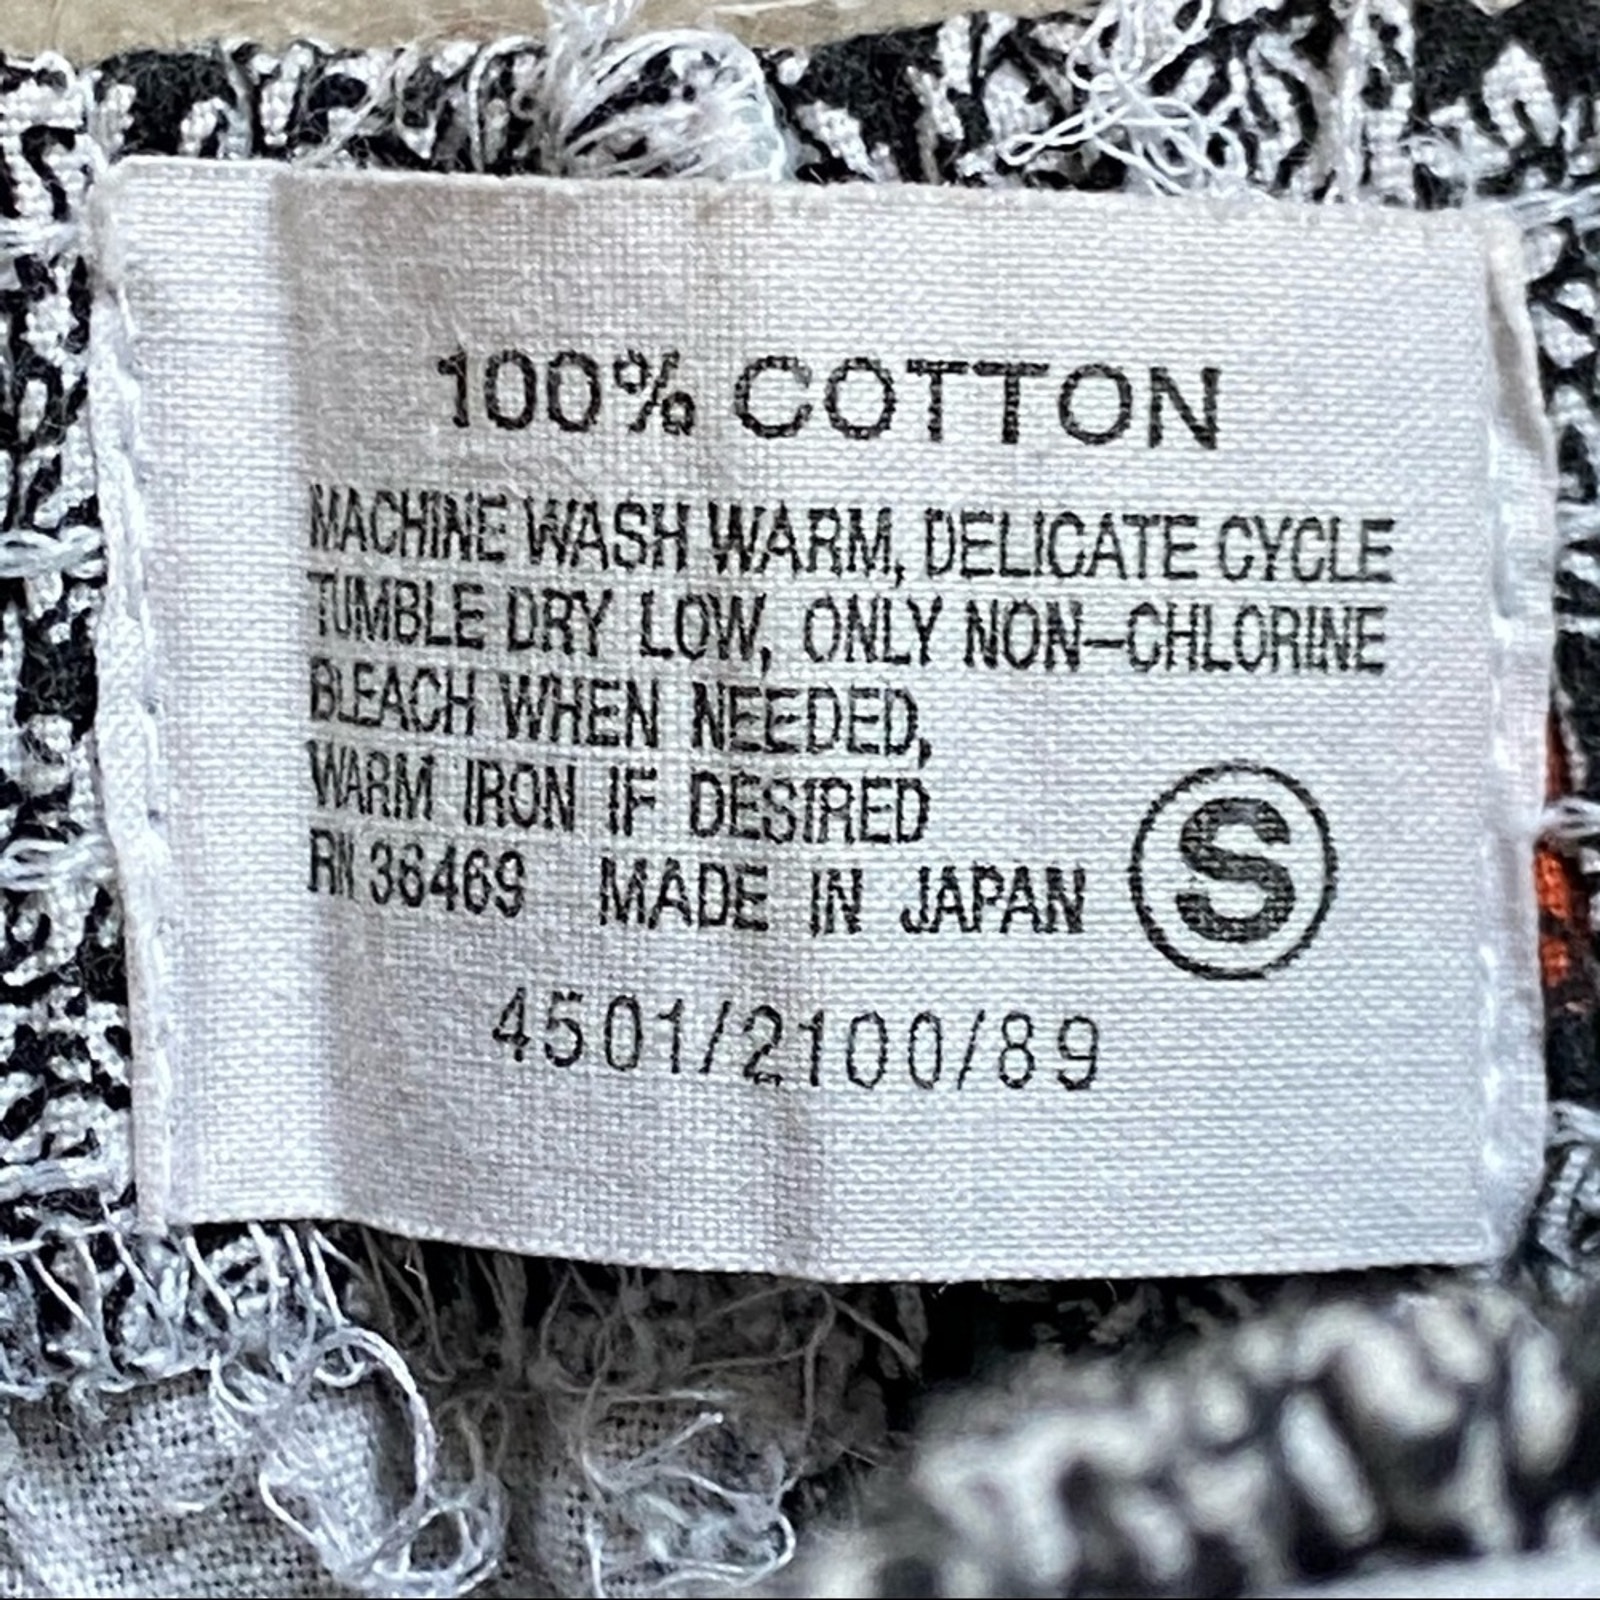 100% COTTON
MACHINE WASH WARM, DELICATE CYCLE
TUMBLE DRY LOW, ONLY NON-CHLORINE
BLEACH WHEN NEEDED,
WARM IRON IF DESIRED
RN 36469 MADE IN JAPAN S
4501/2100/89